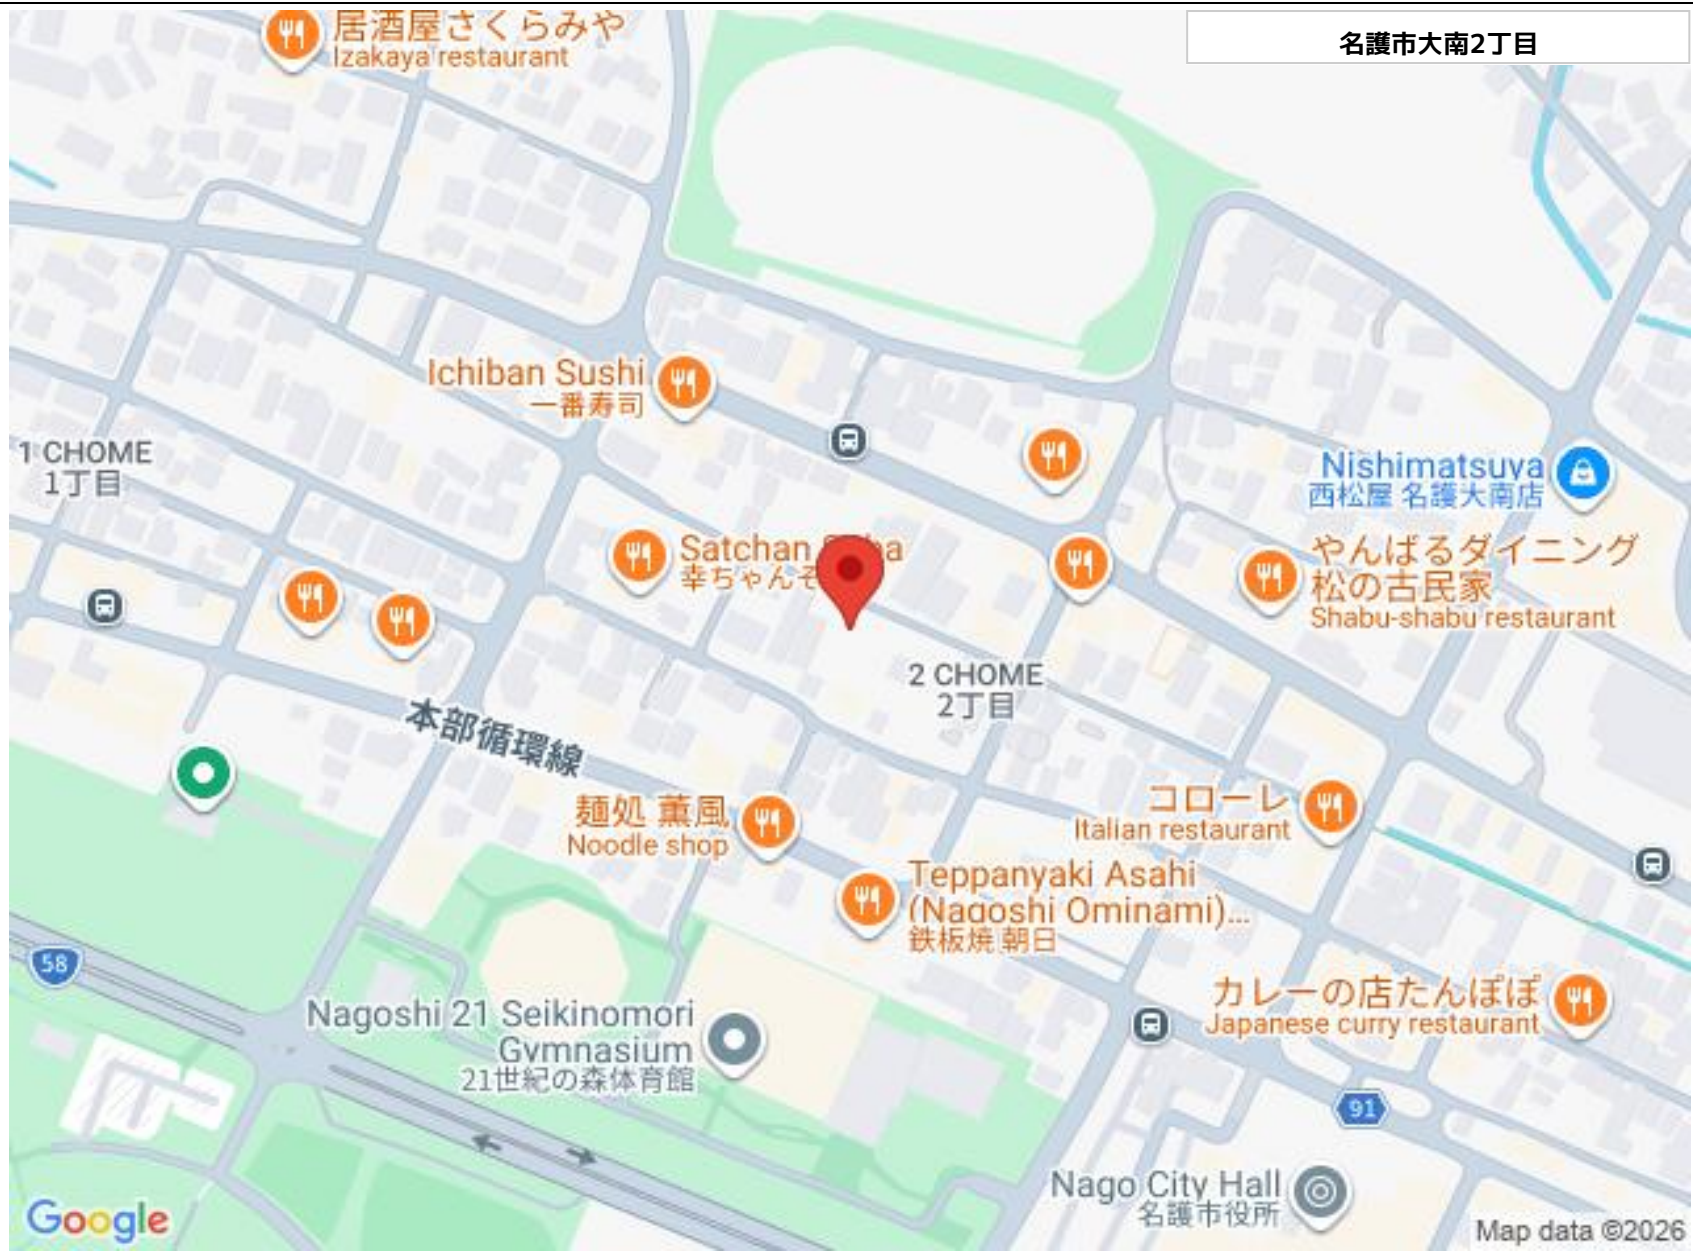 居酒屋さくらみや
Izakaya restaurant
名護市大南2丁目
Ichiban Sushi
一番寿司
1 CHOME
1丁目
Nishimatsuya
西松屋 名護大南店
Satchan
幸ちゃんそ
やんばるダイニング
松の古民家
Shabu-shabu restaurant
2 CHOME
2丁目
本部循環線
麺処 薫風
Noodle shop
コローレ
Italian restaurant
Teppanyaki Asahi
(Nagoshi Ominami)...
鉄板焼 朝日
58
カレーの店たんぽぽ
Japanese curry restaurant
Nagoshi 21 Seikinomori
Gymnasium
21世紀の森体育館
91
Nago City Hall
名護市役所
Google
Map data ©2026